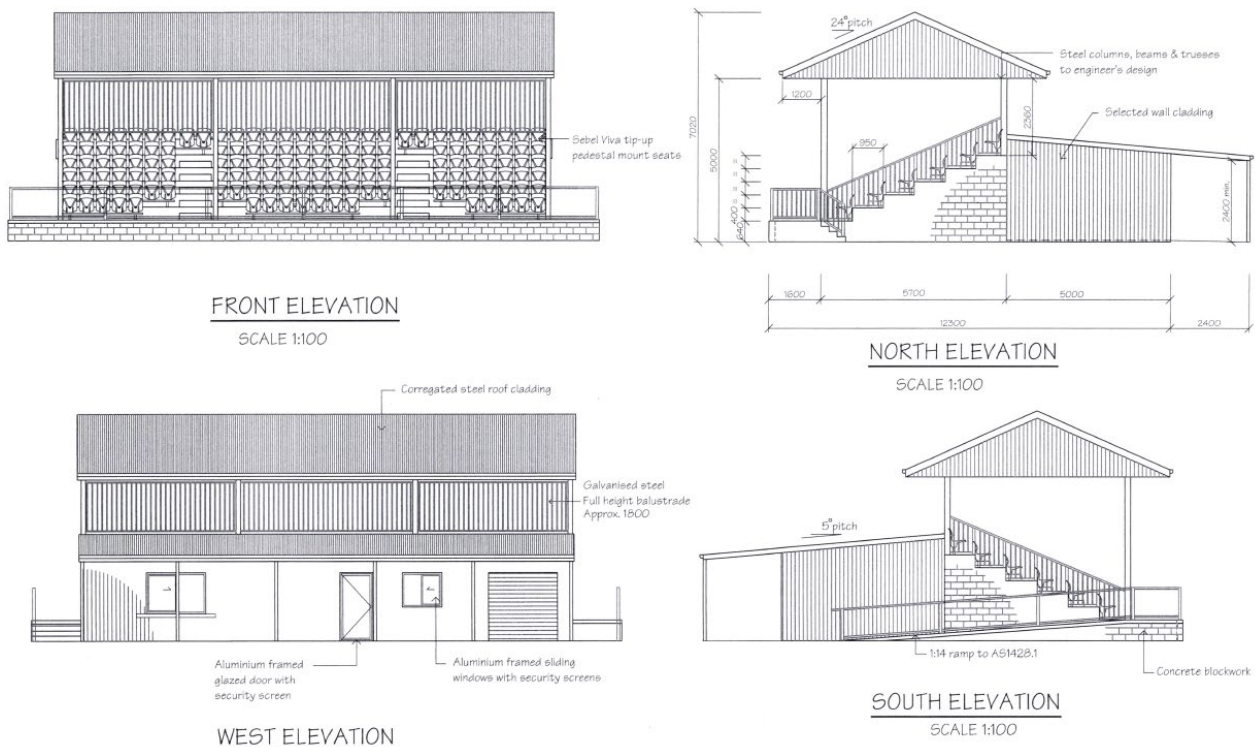 Sebel Viva tip-up
pedestal mount seats
FRONT ELEVATION
SCALE 1:100
24° pitch
Steel columns, beams & trusses
to engineer's design
1200
Selected wall cladding
7020
5000
950
2360
400
640
2400 min.
1600
5700
5000
12300
2400
NORTH ELEVATION
SCALE 1:100
Corregated steel roof cladding
Galvanised steel
Full height balustrade
Approx. 1800
Aluminium framed
glazed door with
security screen
Aluminium framed sliding
windows with security screens
WEST ELEVATION
5° pitch
1:14 ramp to AS1428.1
Concrete blockwork
SOUTH ELEVATION
SCALE 1:100